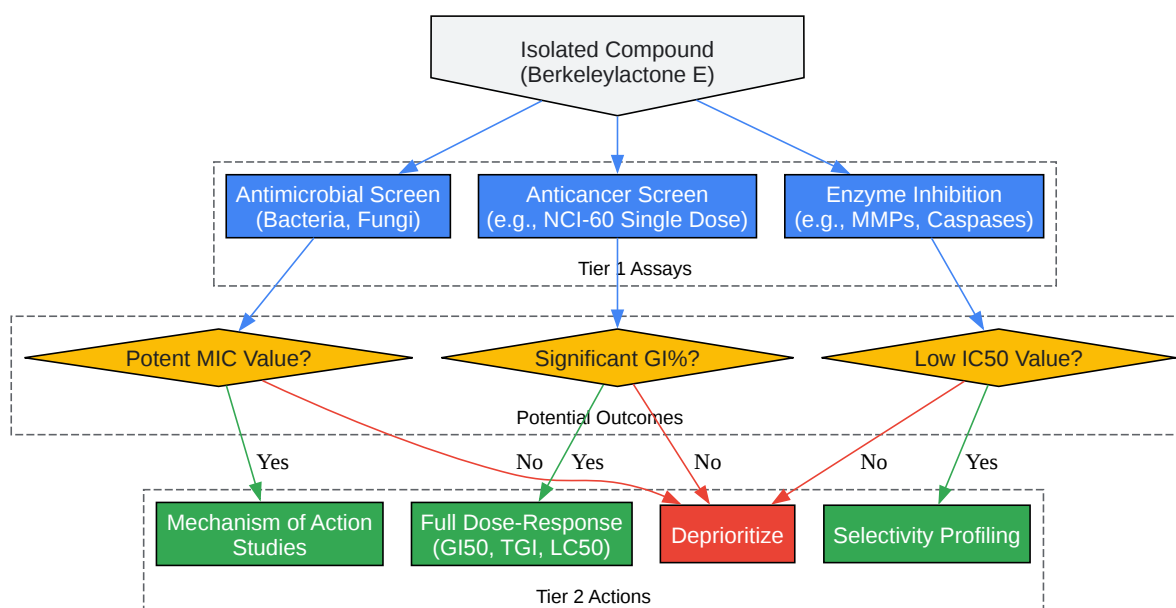 Isolated Compound
(Berkeleylactone E)
Antimicrobial Screen
(Bacteria, Fungi)
Anticancer Screen
(e.g., NCI-60 Single Dose)
Enzyme Inhibition
(e.g., MMPs, Caspases)
Tier 1 Assays
Potent MIC Value?
Significant GI%?
Low IC50 Value?
Potential Outcomes
Yes
No
Yes
No
No
Yes
Mechanism of Action
Studies
Full Dose-Response
(GI50, TGI, LC50)
Deprioritize
Selectivity Profiling
Tier 2 Actions